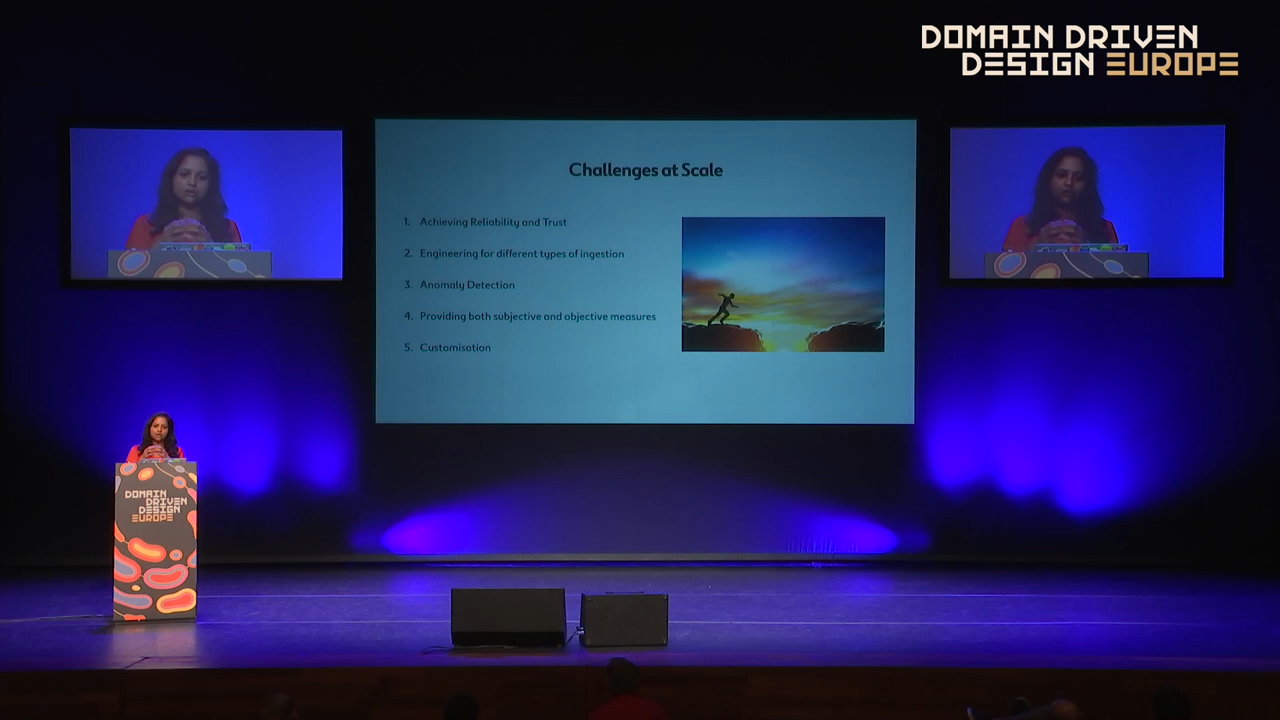 DOMAIN DRIVEN
DESIGN EUROPE
Challenges at Scale
1. Achieving Reliability and Trust
2. Engineering for different types of ingestion
3. Anomaly Detection
4. Providing both subjective and objective measures
5. Customisation
DOMAIN
DRIVEN
DESIGN
EUROPE